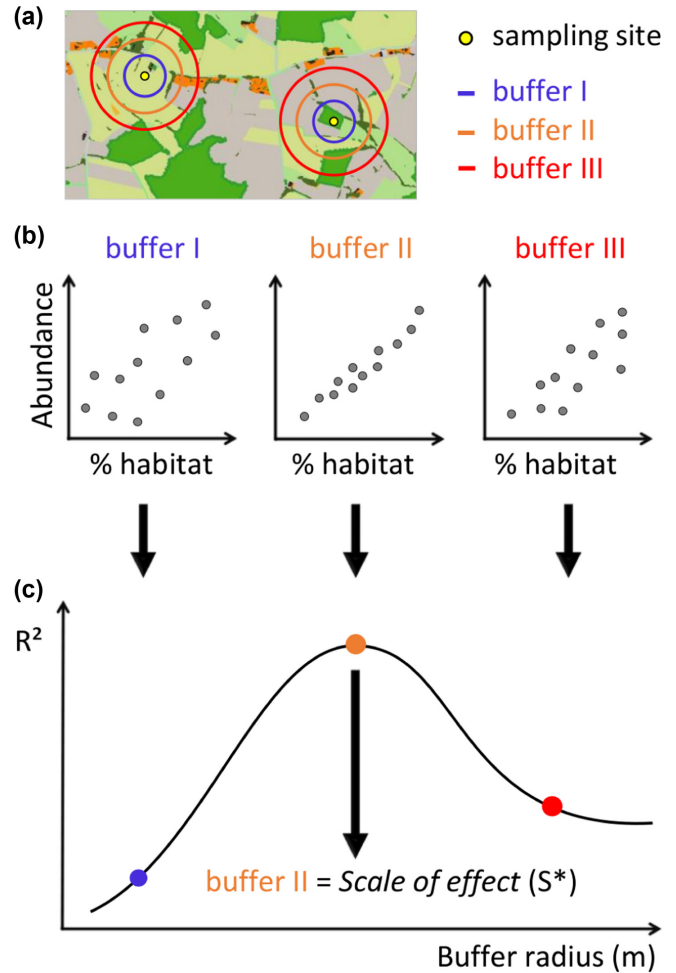 (a)
sampling site
buffer I
buffer II
buffer III
(b)
buffer I
buffer II
buffer III
Abundance
% habitat
% habitat
% habitat
(c)
R²
buffer II = Scale of effect (S*)
Buffer radius (m)